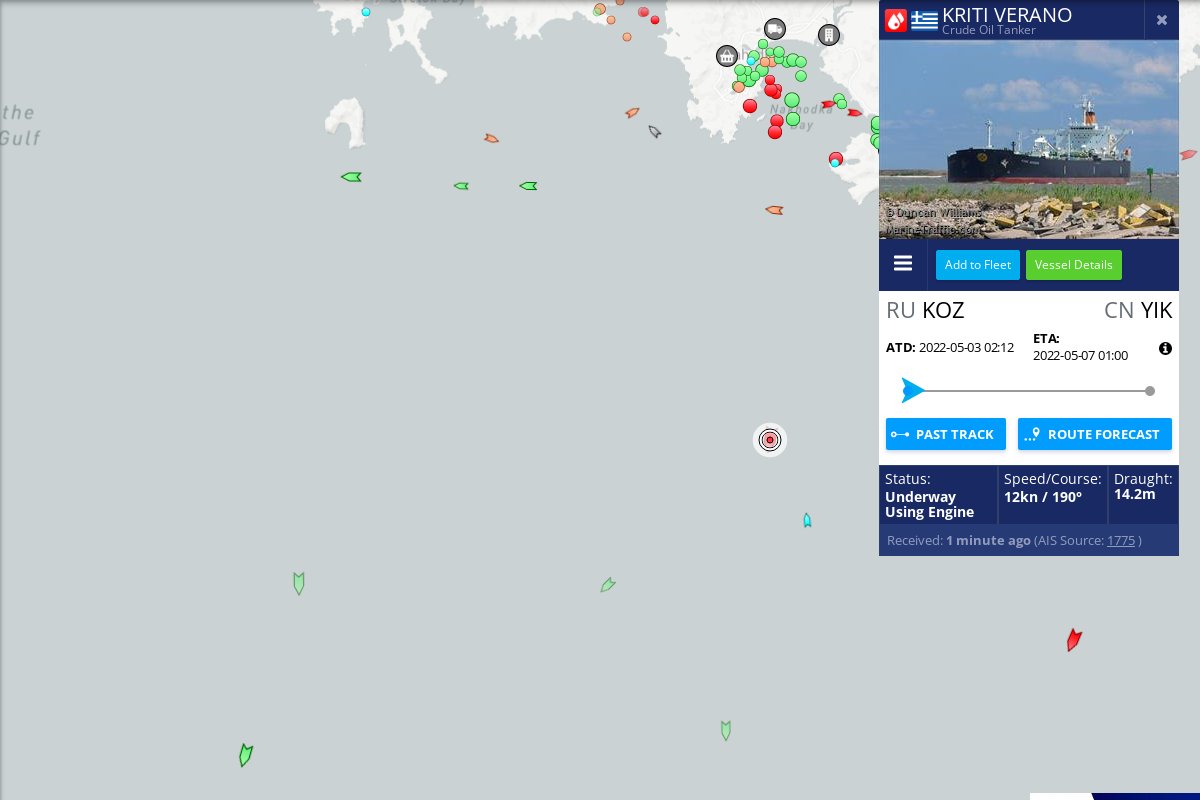 the
Gulf
KRITI VERANO
Crude Oil Tanker
Nakhodka
Bay
© Duncan Williams
MarineTraffic.com
Add to Fleet
Vessel Details
RU KOZ
CN YIK
ATD: 2022-05-03 02:12
ETA:
2022-05-07 01:00
PAST TRACK
ROUTE FORECAST
Status:
Underway
Using Engine
Speed/Course:
12kn / 190°
Draught:
14.2m
Received: 1 minute ago (AIS Source: 1775 )